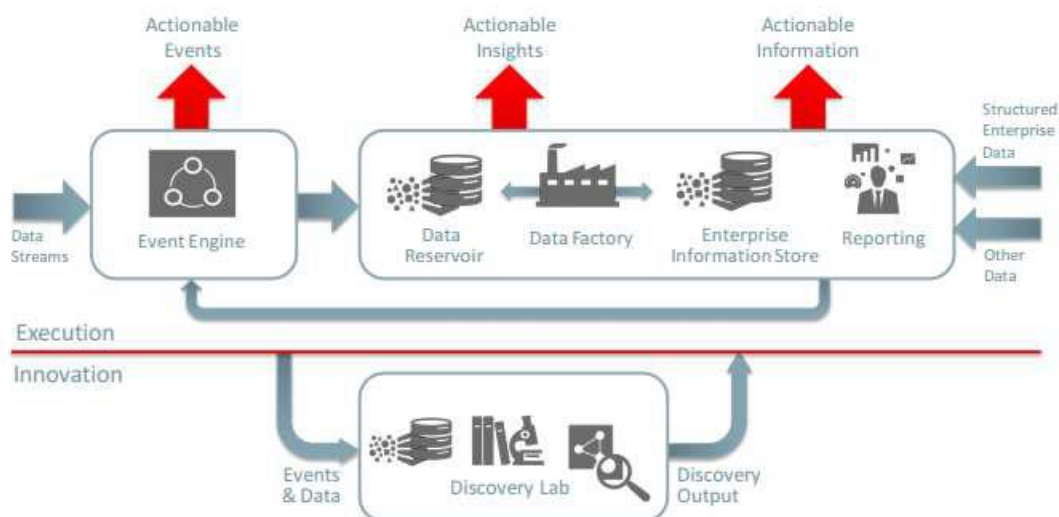 Actionable
Events
Actionable
Insights
Actionable
Information
Structured
Enterprise
Data
Data
Streams
Event Engine
Data
Reservoir
Data Factory
Enterprise
Information Store
Reporting
Other
Data
Execution
Innovation
Events
& Data
Discovery Lab
Discovery
Output